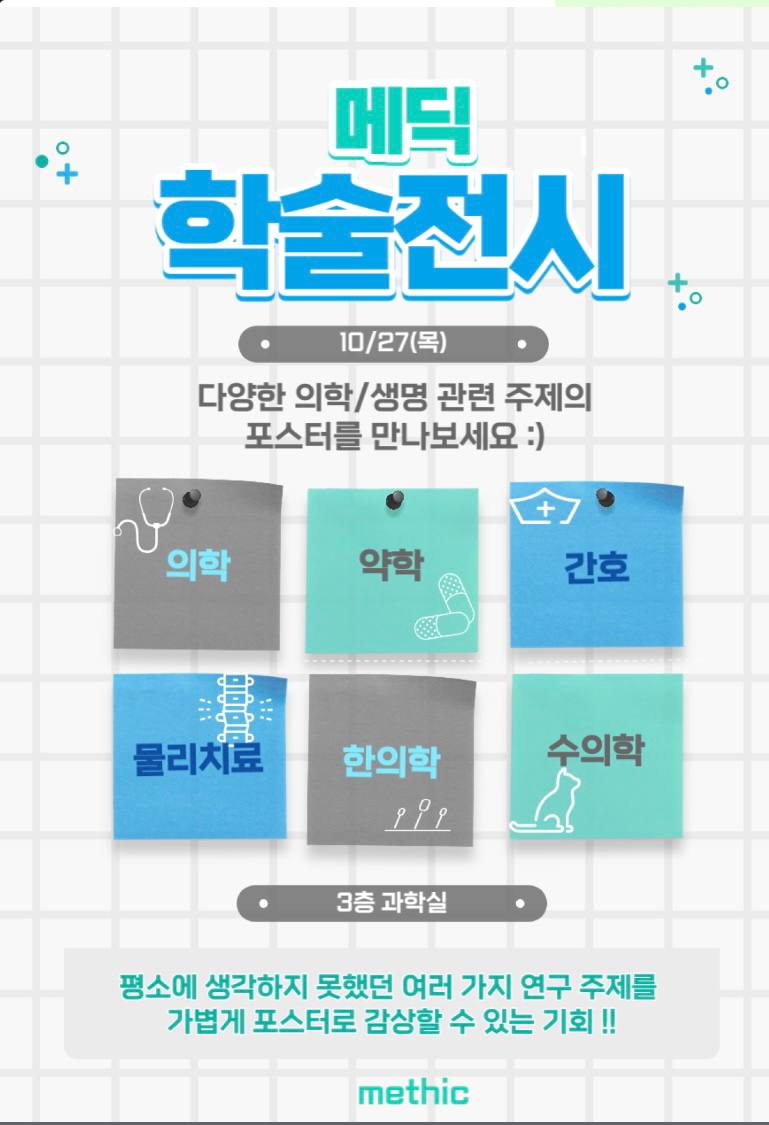 메딕
학술전시
10/27(목)
다양한 의학/생명 관련 주제의
포스터를 만나보세요 :)
의학
약학
간호
물리치료
한의학
수의학
3층 과학실
평소에 생각하지 못했던 여러 가지 연구 주제를
가볍게 포스터로 감상할 수 있는 기회 !!
methic